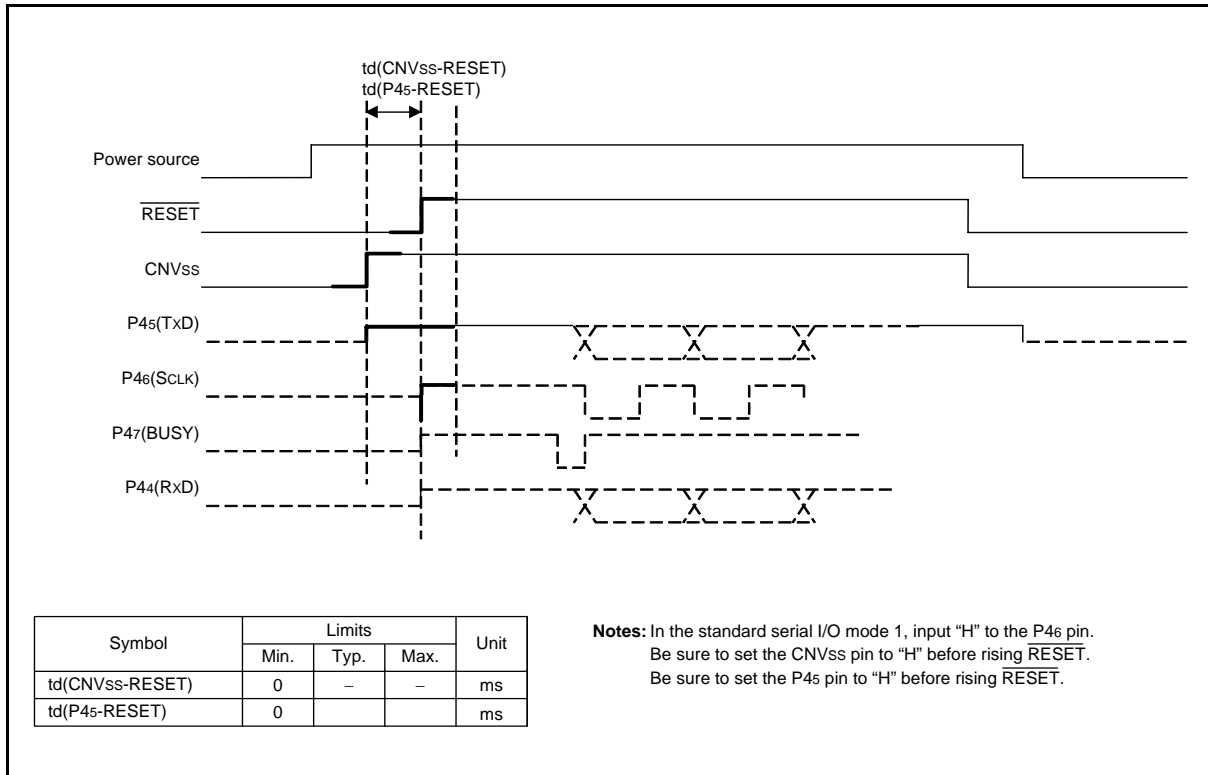 td(CNVss-RESET)
td(P45-RESET)
Power source
RESET
CNVss
P45(TxD)
P46(SCLK)
P47(BUSY)
P44(RxD)
Symbol Limits Unit
Min. Typ. Max.
td(CNVss-RESET) 0 – – ms
td(P45-RESET) 0 ms
Notes: In the standard serial I/O mode 1, input “H” to the P46 pin.
Be sure to set the CNVss pin to “H” before rising RESET.
Be sure to set the P45 pin to “H” before rising RESET.